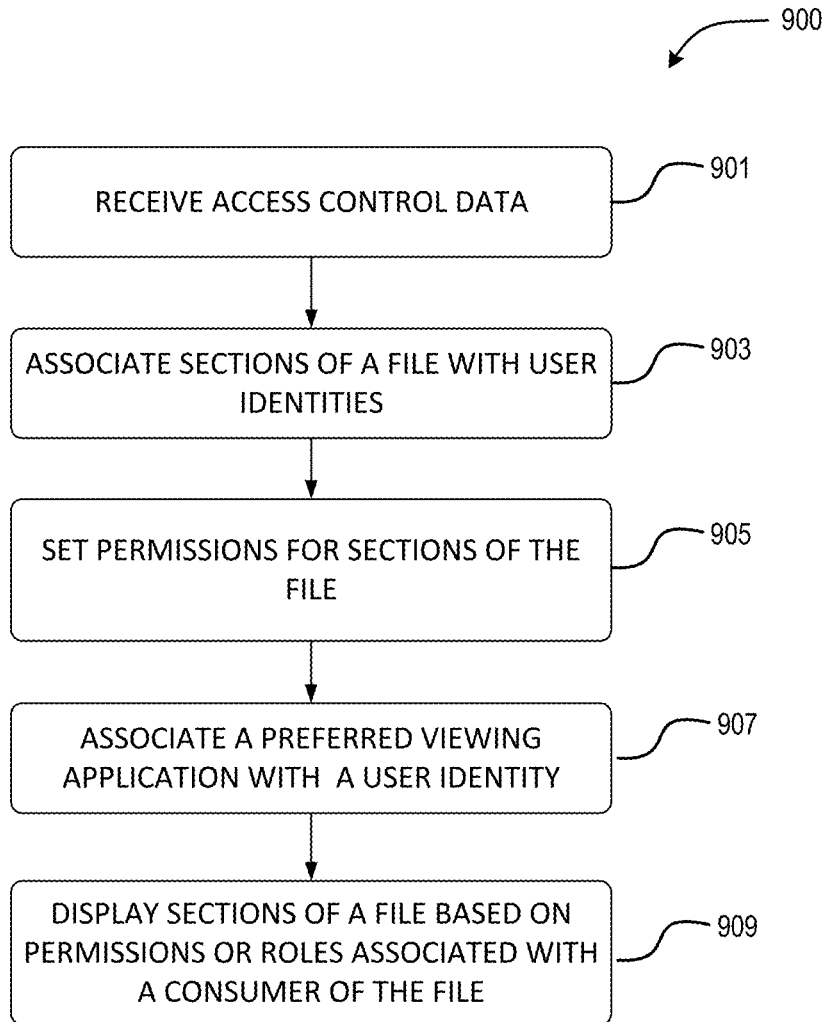 900
RECEIVE ACCESS CONTROL DATA
901
ASSOCIATE SECTIONS OF A FILE WITH USER
IDENTITIES
903
SET PERMISSIONS FOR SECTIONS OF THE
FILE
905
ASSOCIATE A PREFERRED VIEWING
APPLICATION WITH A USER IDENTITY
907
DISPLAY SECTIONS OF A FILE BASED ON
PERMISSIONS OR ROLES ASSOCIATED WITH
A CONSUMER OF THE FILE
909